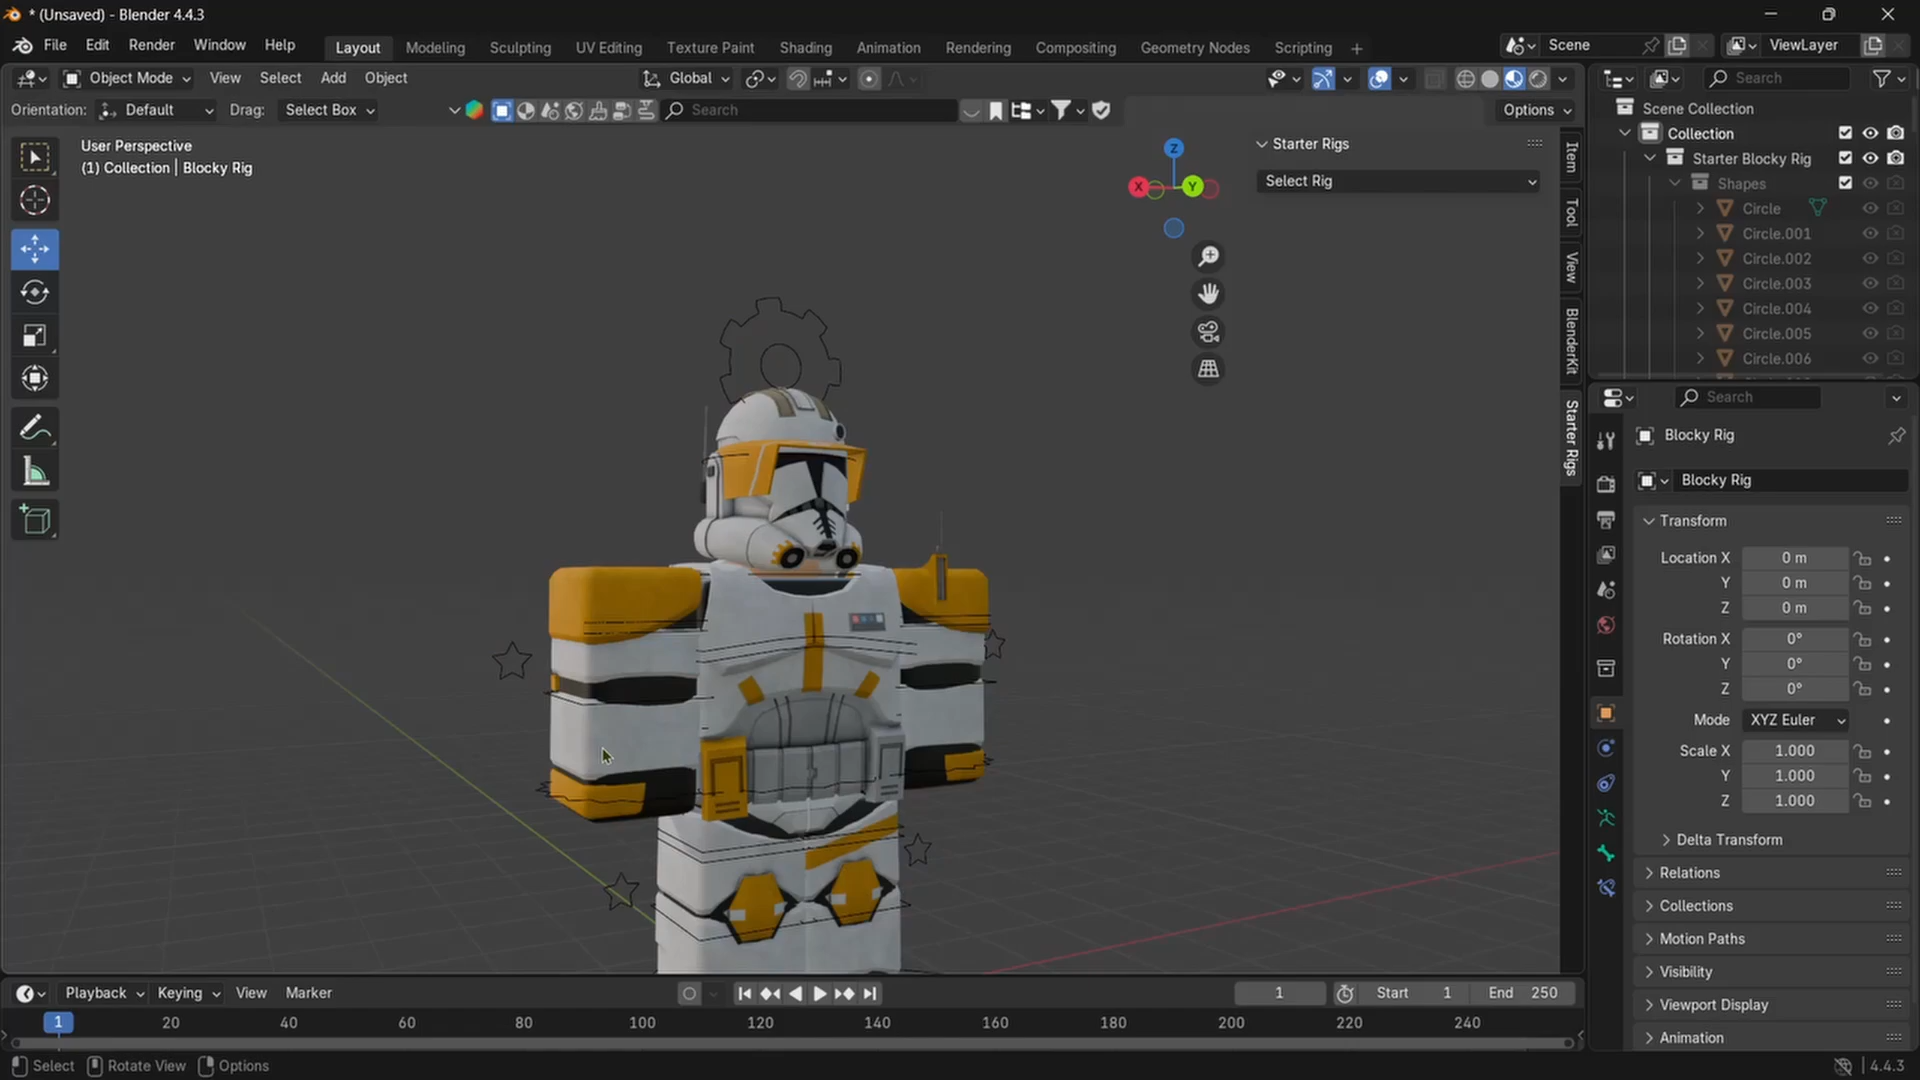 * (Unsaved) - Blender 4.4.3
File Edit Render Window Help Layout Modeling Sculpting UV Editing Texture Paint Shading Animation Rendering Compositing Geometry Nodes Scripting + Scene ViewLayer
Object Mode View Select Add Object Global Search
Orientation: Default Drag: Select Box Search Options
User Perspective
(1) Collection | Blocky Rig
Z
X
Y
Starter Rigs
Select Rig
Item
Tool
View
BlenderKit
Starter Rigs
Scene Collection
Collection
Starter Blocky Rig
Shapes
Circle
Circle.001
Circle.002
Circle.003
Circle.004
Circle.005
Circle.006
Search
Blocky Rig
Blocky Rig
Transform
Location X 0 m
Y 0 m
Z 0 m
Rotation X 0°
Y 0°
Z 0°
Mode XYZ Euler
Scale X 1.000
Y 1.000
Z 1.000
Delta Transform
Relations
Collections
Motion Paths
Visibility
Viewport Display
Animation
Playback Keying View Marker 1 Start 1 End 250
1 20 40 60 80 100 120 140 160 180 200 220 240
Select Rotate View Options 4.4.3